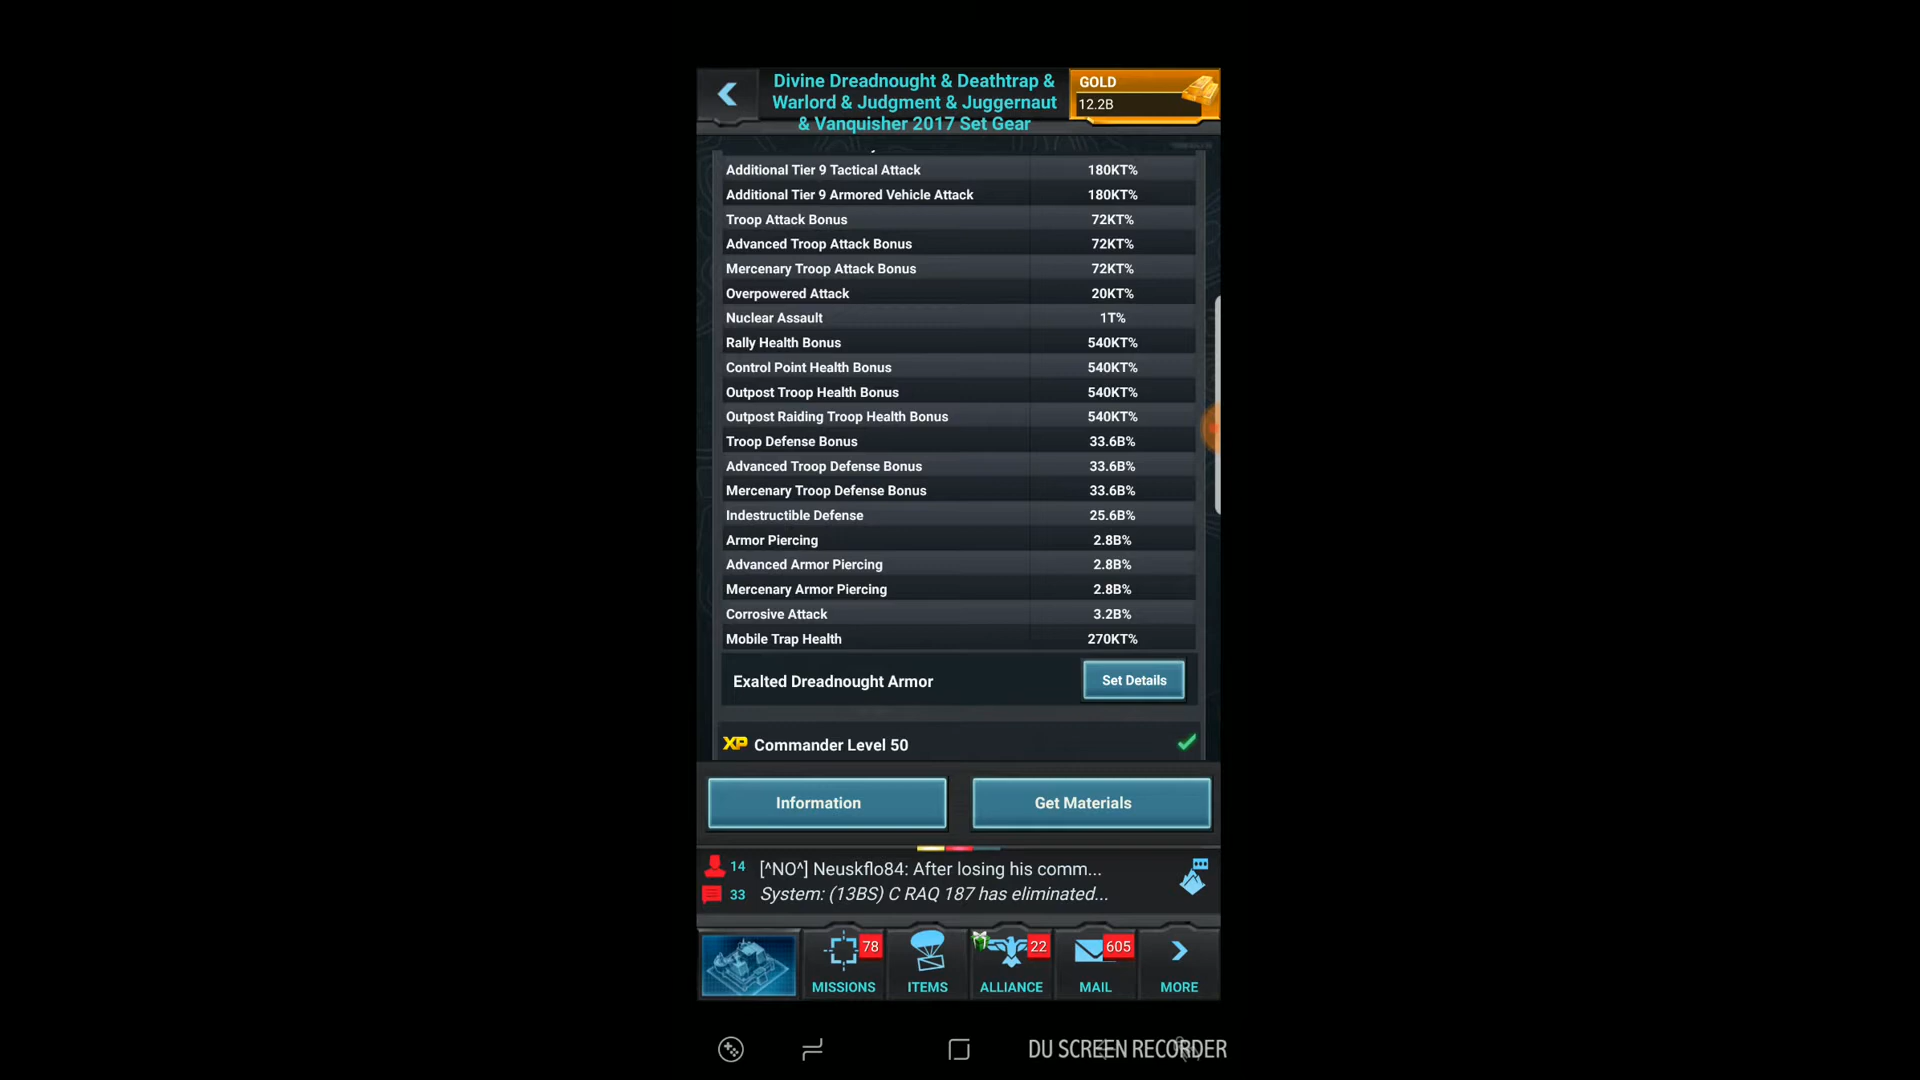 Divine Dreadnought & Deathtrap &
Warlord & Judgment & Juggernaut
& Vanquisher 2017 Set Gear
GOLD
12.2B
Additional Tier 9 Tactical Attack 180KT%
Additional Tier 9 Armored Vehicle Attack 180KT%
Troop Attack Bonus 72KT%
Advanced Troop Attack Bonus 72KT%
Mercenary Troop Attack Bonus 72KT%
Overpowered Attack 20KT%
Nuclear Assault 1T%
Rally Health Bonus 540KT%
Control Point Health Bonus 540KT%
Outpost Troop Health Bonus 540KT%
Outpost Raiding Troop Health Bonus 540KT%
Troop Defense Bonus 33.6B%
Advanced Troop Defense Bonus 33.6B%
Mercenary Troop Defense Bonus 33.6B%
Indestructible Defense 25.6B%
Armor Piercing 2.8B%
Advanced Armor Piercing 2.8B%
Mercenary Armor Piercing 2.8B%
Corrosive Attack 3.2B%
Mobile Trap Health 270KT%
Exalted Dreadnought Armor Set Details
XP Commander Level 50
Information Get Materials
14 [^NO^] Neuskflo84: After losing his comm...
33 System: (13BS) C RAQ 187 has eliminated...
78 22 605
MISSIONS ITEMS ALLIANCE MAIL MORE
DU SCREEN RECORDER